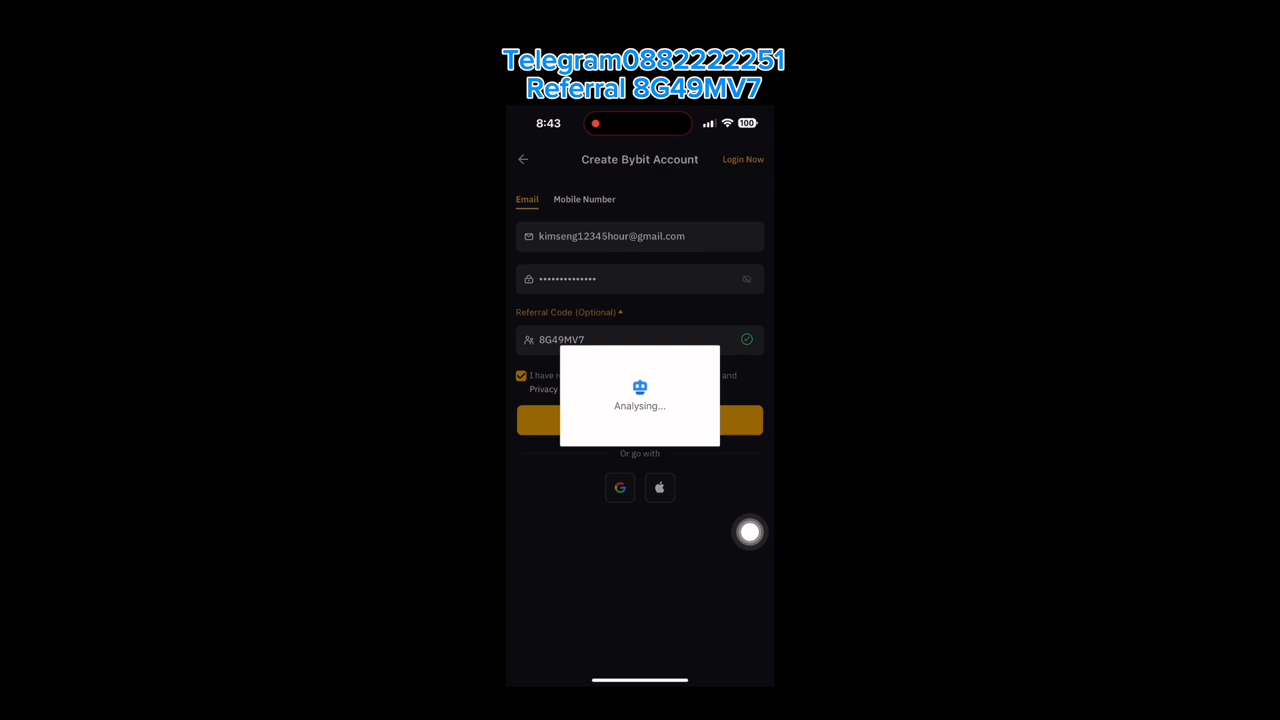 Telegram0882222251
Referral 8G49MV7
8:43
100
Create Bybit Account
Login Now
Email
Mobile Number
kimseng12345hour@gmail.com
••••••••••••••
Referral Code (Optional)
8G49MV7
I have r
and
Privacy
Analysing...
Or go with